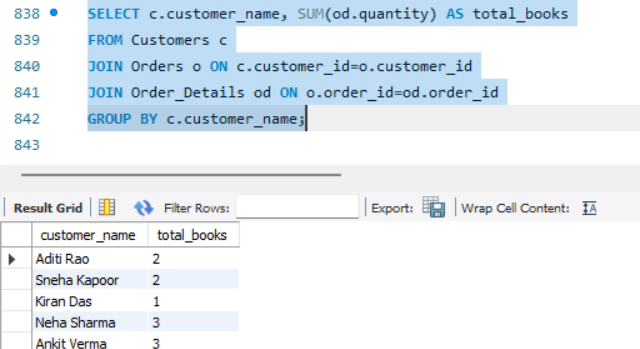 838 SELECT c.customer_name, SUM(od.quantity) AS total_books
839 FROM Customers c
840 JOIN Orders o ON c.customer_id=o.customer_id
841 JOIN Order_Details od ON o.order_id=od.order_id
842 GROUP BY c.customer_name;
843
Result Grid Filter Rows: Export: Wrap Cell Content: IA
customer_name total_books
Aditi Rao 2
Sneha Kapoor 2
Kiran Das 1
Neha Sharma 3
Ankit Verma 3